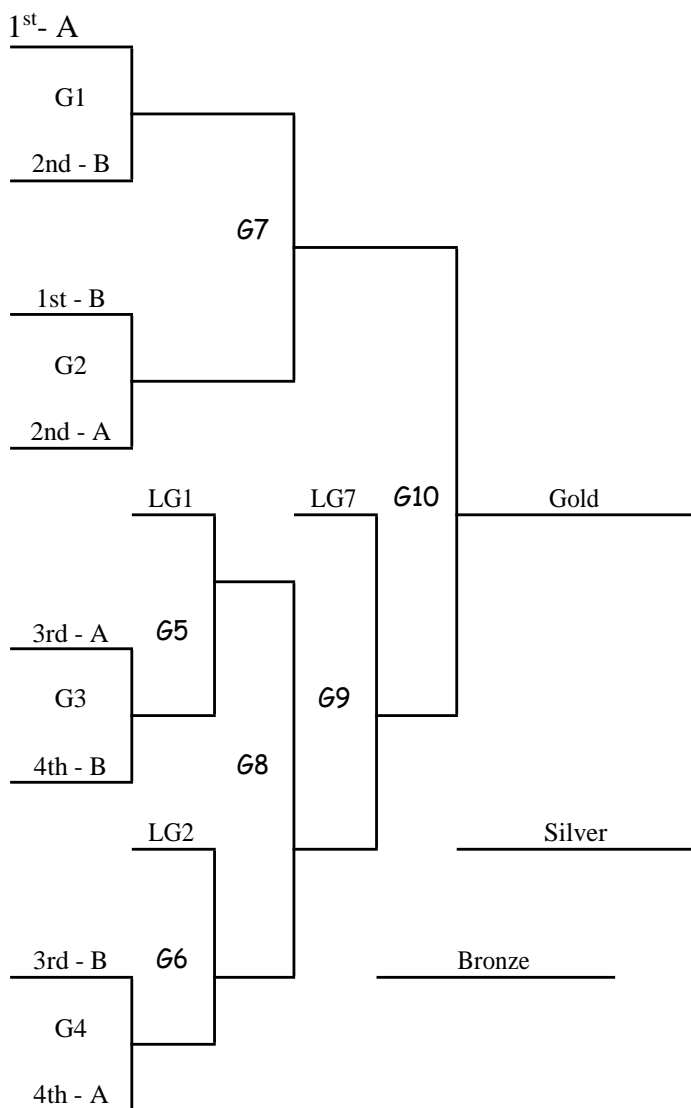 1st- A
G1
2nd - B
G7
1st - B
G2
2nd - A
LG1
LG7
G10
Gold
3rd - A
G5
G3
G9
4th - B
G8
LG2
Silver
3rd - B
G6
Bronze
G4
4th - A